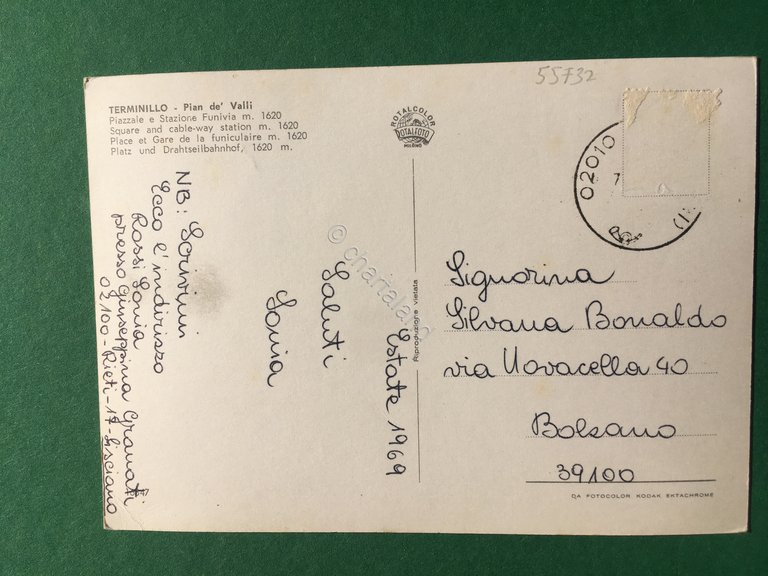 55F32
TERMINILLO - Pian de' Valli
Piazzale e Stazione Funivia m. 1620
Square and cable-way station m. 1620
Place et Gare de la funiculaire m. 1620
Platz und Drahtseilbahnhof, 1620 m.
ROTALCOLOR
ROTALFOTO
MILANO
02010
7
NB: Scrivimi
Ecco l'indirizzo
Rossi Sonia
presso Giuseppina Granati
02100-Rieti-17-Lisciano
Estate 1969
Saluti
Sonia
© chartaland
Riproduzione vietata
Signorina
Silvana Bonaldo
via Novacella 40
Bolzano
39100
DA FOTOCOLOR KODAK EKTACHROME